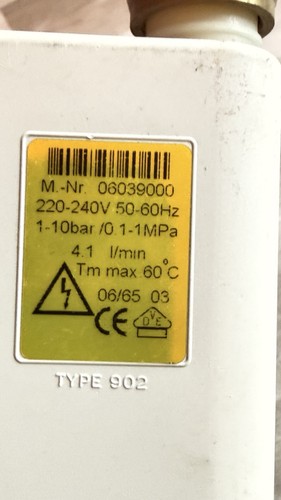 M.-Nr. 06039000
220-240V 50-60Hz
1-10bar /0.1-1MPa
4.1 l/min
Tm max 60°C
06/65 03
CE DVE
TYPE 902